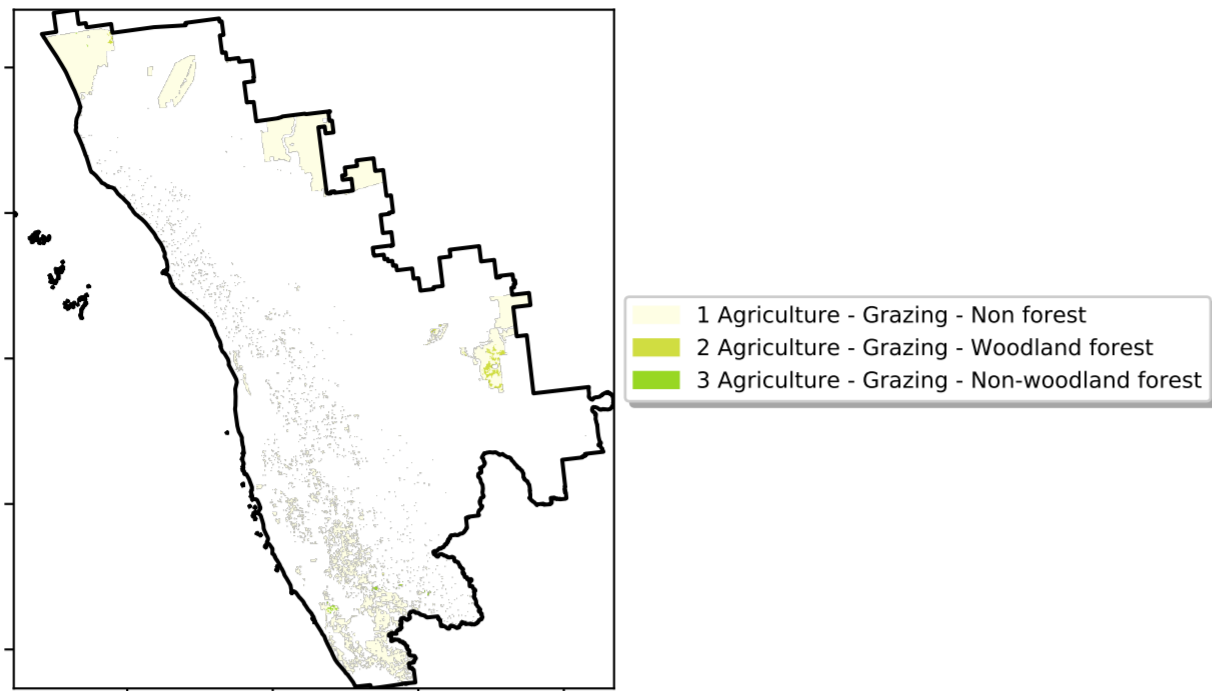 1 Agriculture - Grazing - Non forest
2 Agriculture - Grazing - Woodland forest
3 Agriculture - Grazing - Non-woodland forest